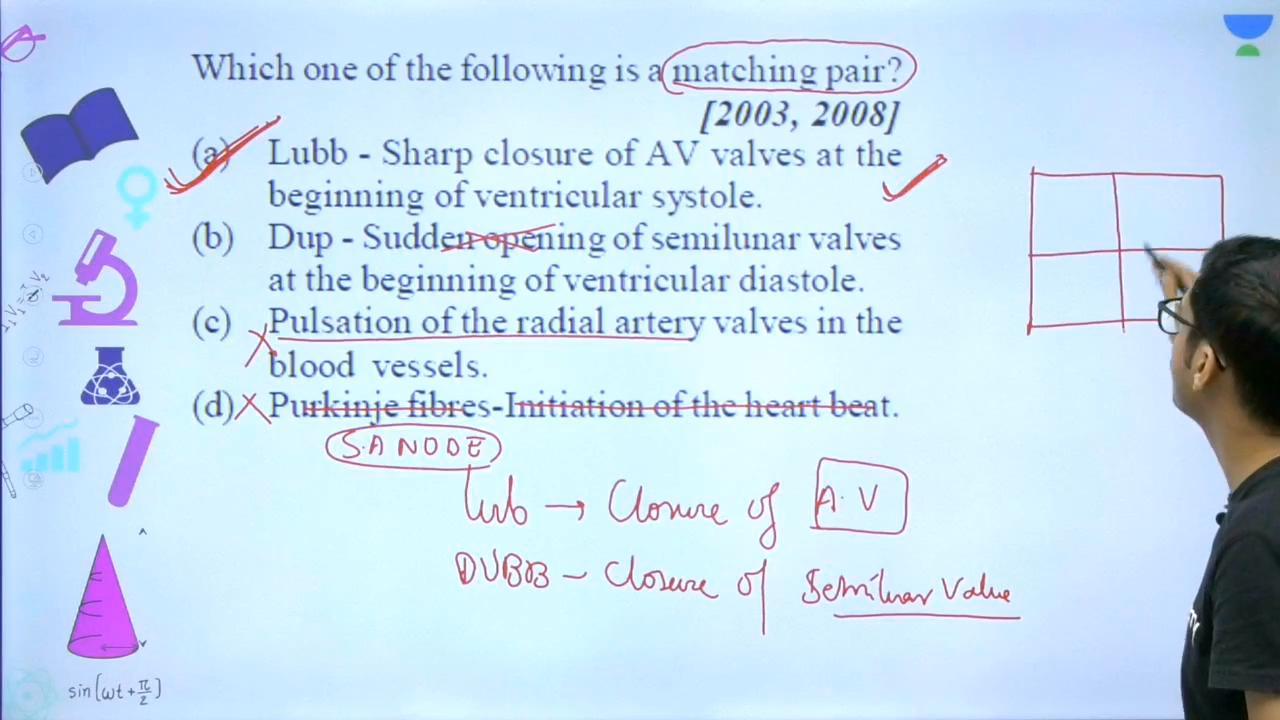 Which one of the following is a matching pair?
[2003, 2008]
(a) Lubb - Sharp closure of AV valves at the
beginning of ventricular systole.
(b) Dup - Sudden opening of semilunar valves
at the beginning of ventricular diastole.
(c) Pulsation of the radial artery valves in the
blood vessels.
(d) Purkinje fibres-Initiation of the heart beat.
S.A NODE
Lub → Closure of A.V
DUBB - Closure of Semilunar Value
sin(ωt+π/2)